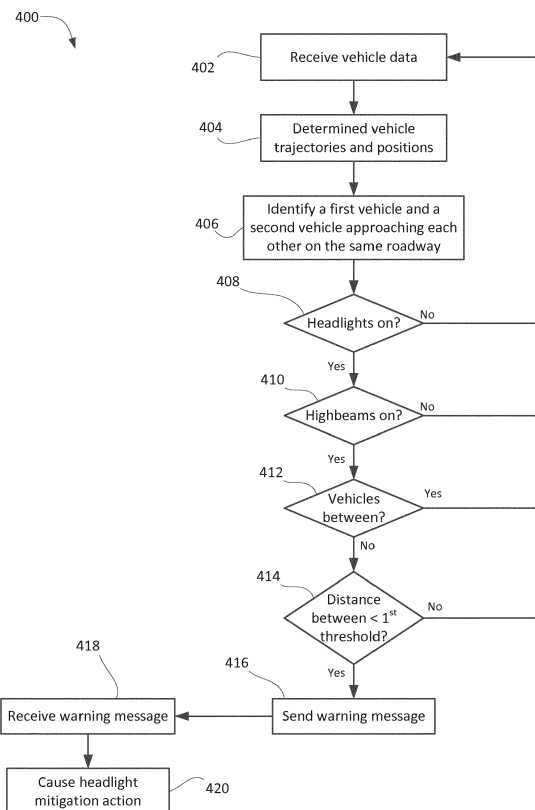 400
402
Receive vehicle data
404
Determined vehicle
trajectories and positions
406
Identify a first vehicle and a
second vehicle approaching each
other on the same roadway
408
Headlights on?
No
Yes
410
Highbeams on?
No
Yes
412
Vehicles
between?
Yes
No
414
Distance
between < 1st
threshold?
No
Yes
416
Send warning message
418
Receive warning message
Cause headlight
mitigation action
420